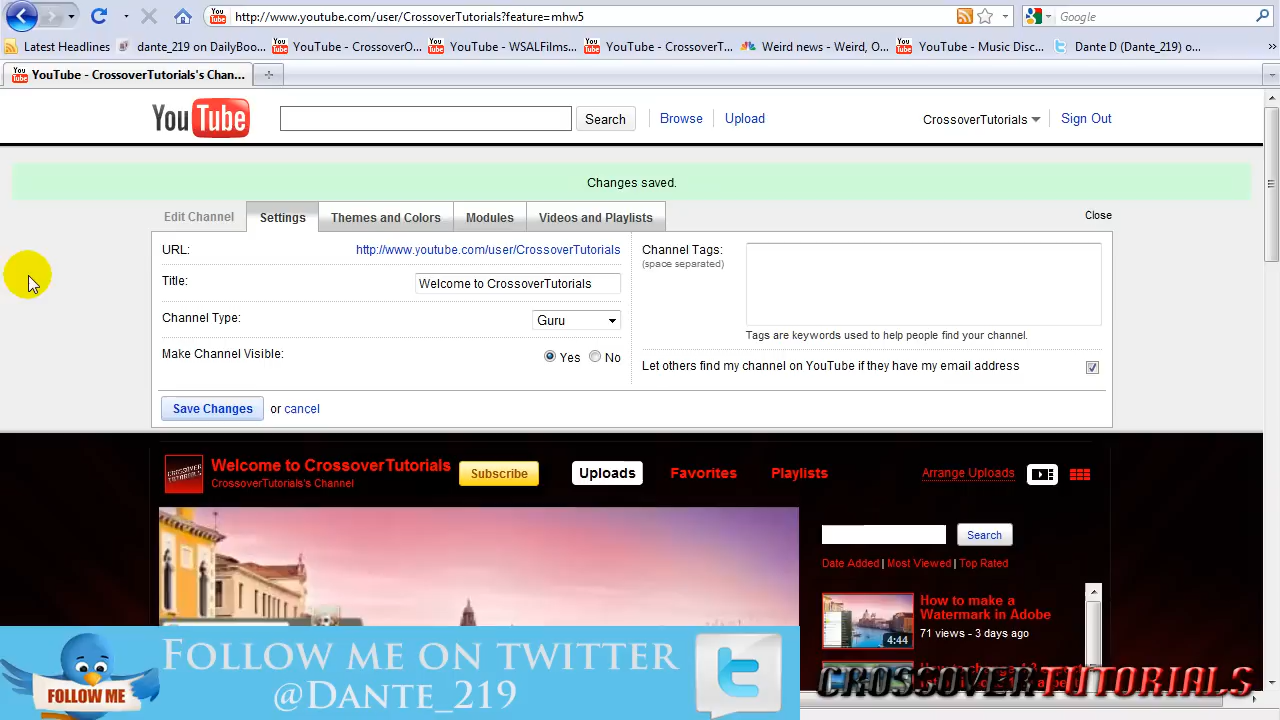 http://www.youtube.com/user/CrossoverTutorials?feature=mhw5
Google
Latest Headlines
dante_219 on DailyBoo...
YouTube - CrossoverO...
YouTube - WSALFilms...
YouTube - CrossoverT...
Weird news - Weird, O...
YouTube - Music Disc...
Dante D (Dante_219) o...
YouTube - CrossoverTutorials's Chan...
YouTube
Search
Browse
Upload
CrossoverTutorials
Sign Out
Changes saved.
Edit Channel
Settings
Themes and Colors
Modules
Videos and Playlists
Close
URL:
http://www.youtube.com/user/CrossoverTutorials
Title:
Welcome to CrossoverTutorials
Channel Type:
Guru
Make Channel Visible:
Yes
No
Channel Tags:
(space separated)
Tags are keywords used to help people find your channel.
Let others find my channel on YouTube if they have my email address
Save Changes
or cancel
CROSSOVER TUTORIALS
Welcome to CrossoverTutorials
CrossoverTutorials's Channel
Subscribe
Uploads
Favorites
Playlists
Arrange Uploads
Search
Date Added | Most Viewed | Top Rated
How to make a
Watermark in Adobe
71 views - 3 days ago
4:44
FOLLOW ME
FOLLOW ME ON TWITTER
@DANTE_219
t
CROSSOVERTUTORIALS